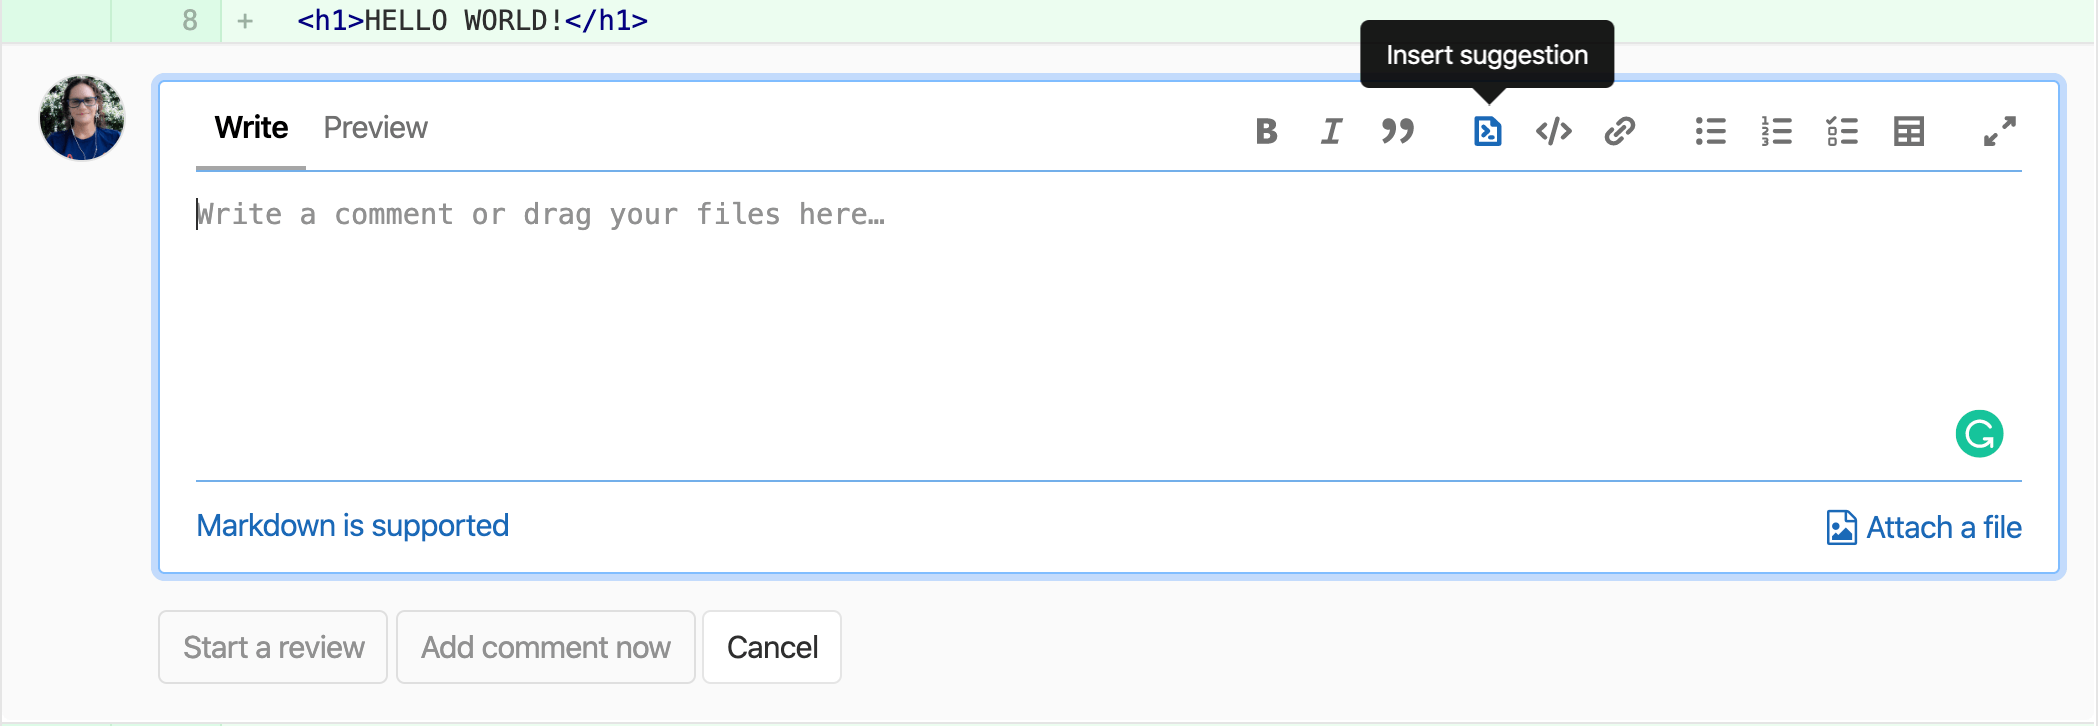 8 + <h1>HELLO WORLD!</h1>
Insert suggestion
Write Preview
Write a comment or drag your files here…
Markdown is supported
Attach a file
Start a review Add comment now Cancel